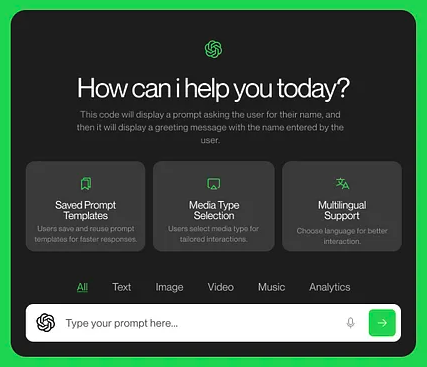 How can i help you today?
This code will display a prompt asking the user for their name, and
then it will display a greeting message with the name entered by the
user.
Saved Prompt
Templates
Users save and reuse prompt
templates for faster responses.
Media Type
Selection
Users select media type for
tailored interactions.
Multilingual
Support
Choose language for better
interaction.
All Text Image Video Music Analytics
Type your prompt here...